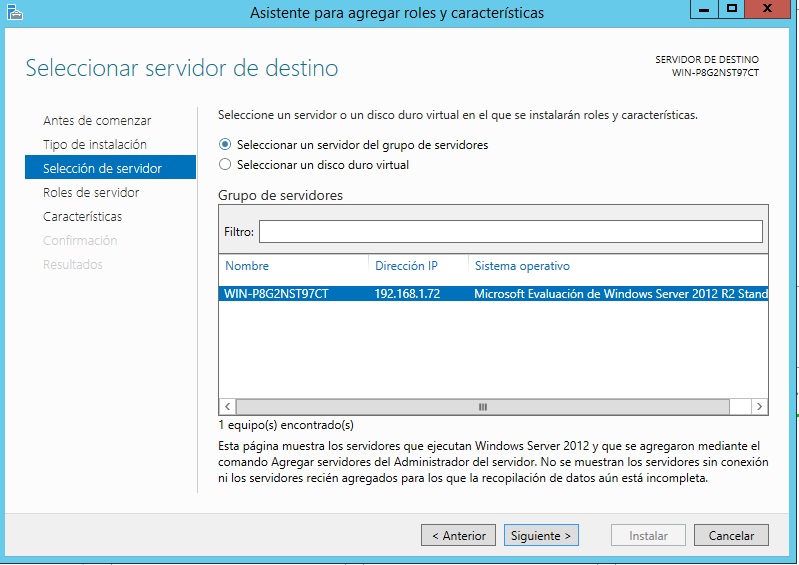 Asistente para agregar roles y características
Seleccionar servidor de destino
SERVIDOR DE DESTINO
WIN-P8G2NST97CT
Antes de comenzar
Tipo de instalación
Selección de servidor
Roles de servidor
Características
Confirmación
Resultados
Seleccione un servidor o un disco duro virtual en el que se instalarán roles y características.
Seleccionar un servidor del grupo de servidores
Seleccionar un disco duro virtual
Grupo de servidores
Filtro:
Nombre Dirección IP Sistema operativo
WIN-P8G2NST97CT 192.168.1.72 Microsoft Evaluación de Windows Server 2012 R2 Stand
1 equipo(s) encontrado(s)
Esta página muestra los servidores que ejecutan Windows Server 2012 y que se agregaron mediante el
comando Agregar servidores del Administrador del servidor. No se muestran los servidores sin conexión
ni los servidores recién agregados para los que la recopilación de datos aún está incompleta.
< Anterior Siguiente > Instalar Cancelar